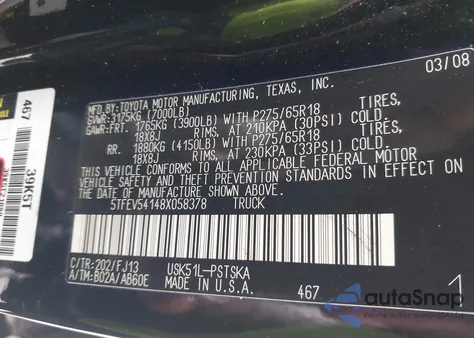 03/08
MFD. BY:TOYOTA MOTOR MANUFACTURING, TEXAS, INC.
GVWR: 3175KG (7000LB)
GAWR:FRT. 1765KG (3900LB) WITH P275/65R18 TIRES,
18X8J RIMS, AT 210KPA (30PSI) COLD.
RR. 1880KG (4150LB) WITH P275/65R18 TIRES,
18X8J RIMS, AT 230KPA (33PSI) COLD.
THIS VEHICLE CONFORMS TO ALL APPLICABLE FEDERAL MOTOR
VEHICLE SAFETY AND THEFT PREVENTION STANDARDS IN EFFECT ON
THE DATE OF MANUFACTURE SHOWN ABOVE.
5TFEV54148X058378 TRUCK
C/TR:202/FJ13 USK51L-PSTSKA
A/TM:B02A/AB60E MADE IN U.S.A. 467
1
467
39K5T
autoSnap